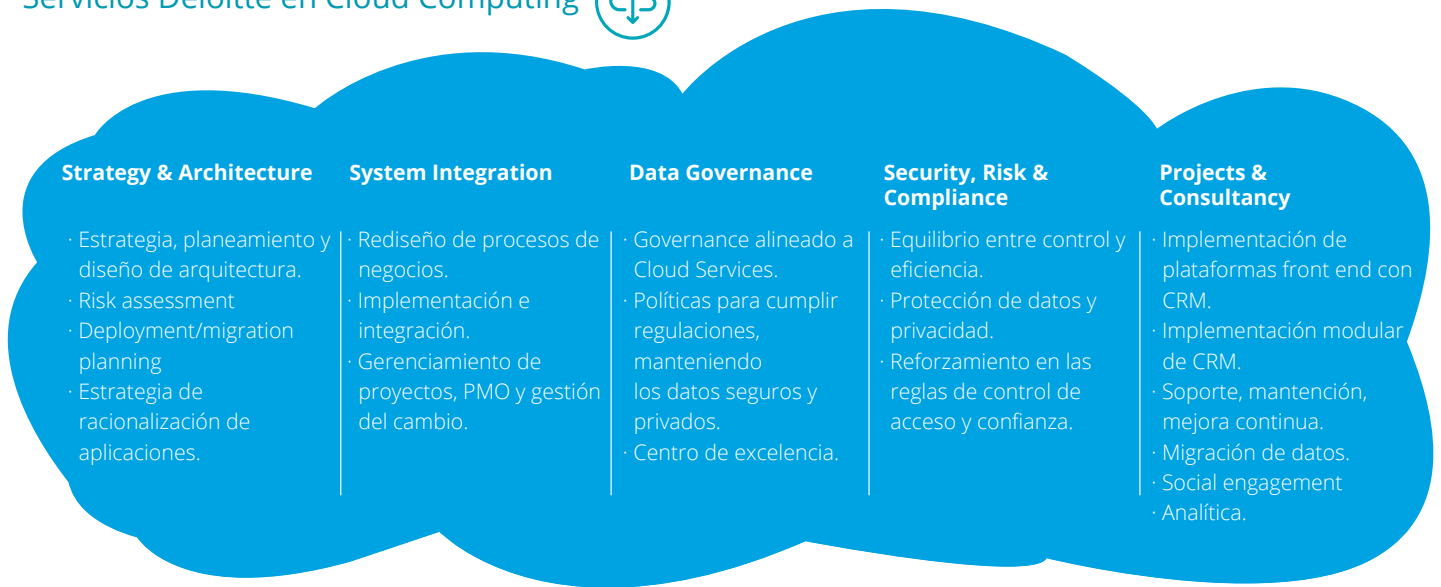 Servicios Deloitte en Cloud Computing
Strategy & Architecture
· Estrategia, planeamiento y
diseño de arquitectura.
· Risk assessment
· Deployment/migration
planning
· Estrategia de
racionalización de
aplicaciones.
System Integration
· Rediseño de procesos de
negocios.
· Implementación e
integración.
· Gerenciamiento de
proyectos, PMO y gestión
del cambio.
Data Governance
· Governance alineado a
Cloud Services.
· Políticas para cumplir
regulaciones,
manteniendo
los datos seguros y
privados.
· Centro de excelencia.
Security, Risk &
Compliance
· Equilibrio entre control y
eficiencia.
· Protección de datos y
privacidad.
· Reforzamiento en las
reglas de control de
acceso y confianza.
Projects &
Consultancy
· Implementación de
plataformas front end con
CRM.
· Implementación modular
de CRM.
· Soporte, mantención,
mejora continua.
· Migración de datos.
· Social engagement
· Analítica.